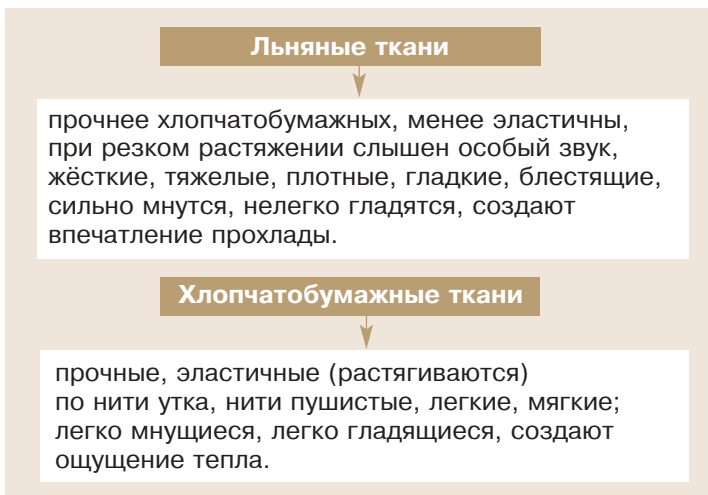 Льняные ткани
прочнее хлопчатобумажных, менее эластичны,
при резком растяжении слышен особый звук,
жёсткие, тяжелые, плотные, гладкие, блестящие,
сильно мнутся, нелегко гладятся, создают
впечатление прохлады.
Хлопчатобумажные ткани
прочные, эластичные (растягиваются)
по нити утка, нити пушистые, легкие, мягкие;
легко мнущиеся, легко гладящиеся, создают
ощущение тепла.